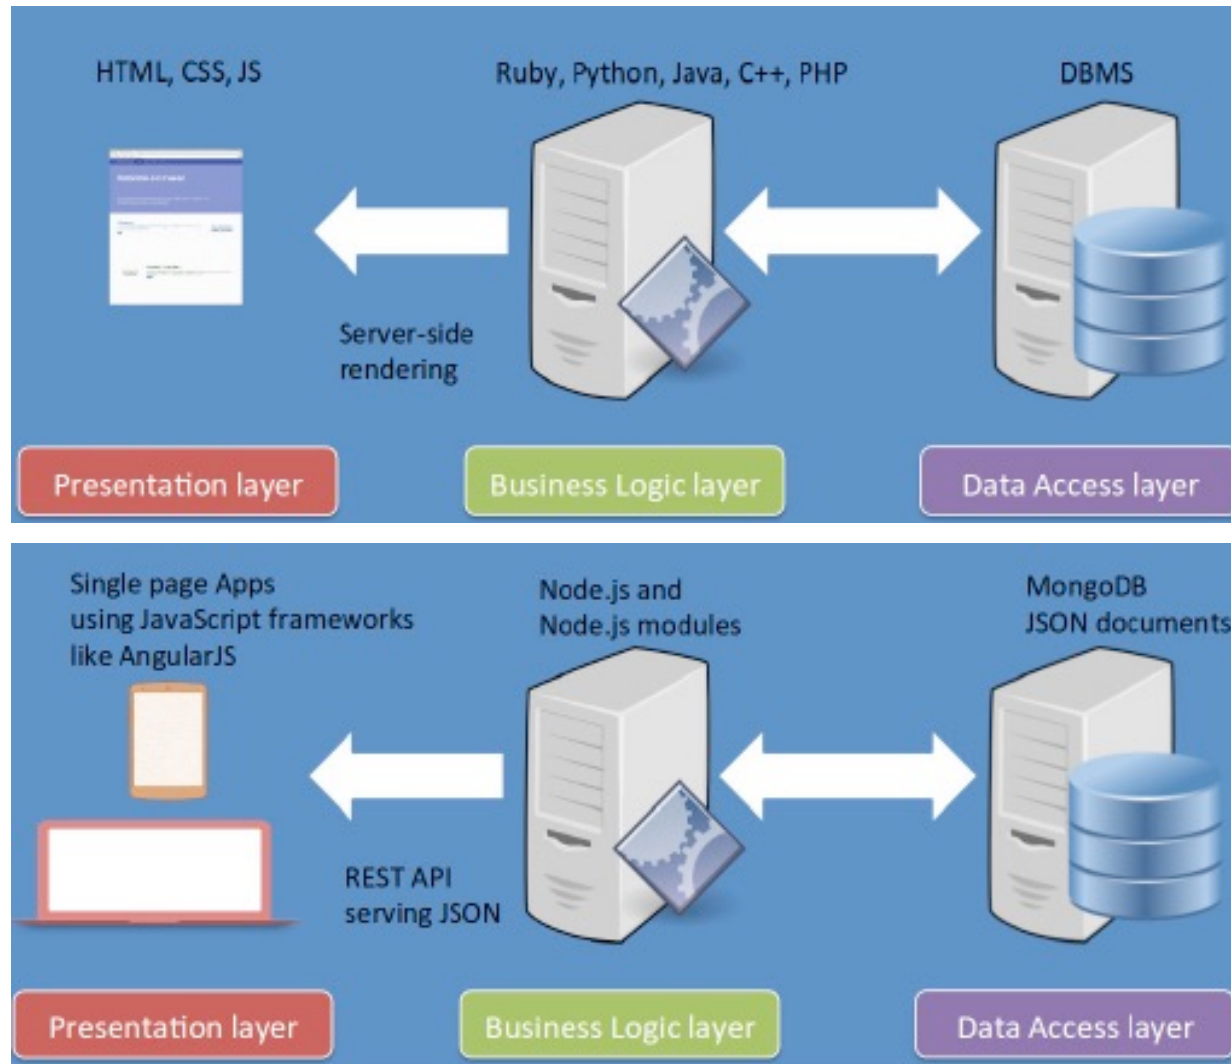 HTML, CSS, JS
Ruby, Python, Java, C++, PHP
DBMS
Server-side
rendering
Presentation layer
Business Logic layer
Data Access layer
Single page Apps
using JavaScript frameworks
like AngularJS
Node.js and
Node.js modules
MongoDB
JSON documents
REST API
serving JSON
Presentation layer
Business Logic layer
Data Access layer